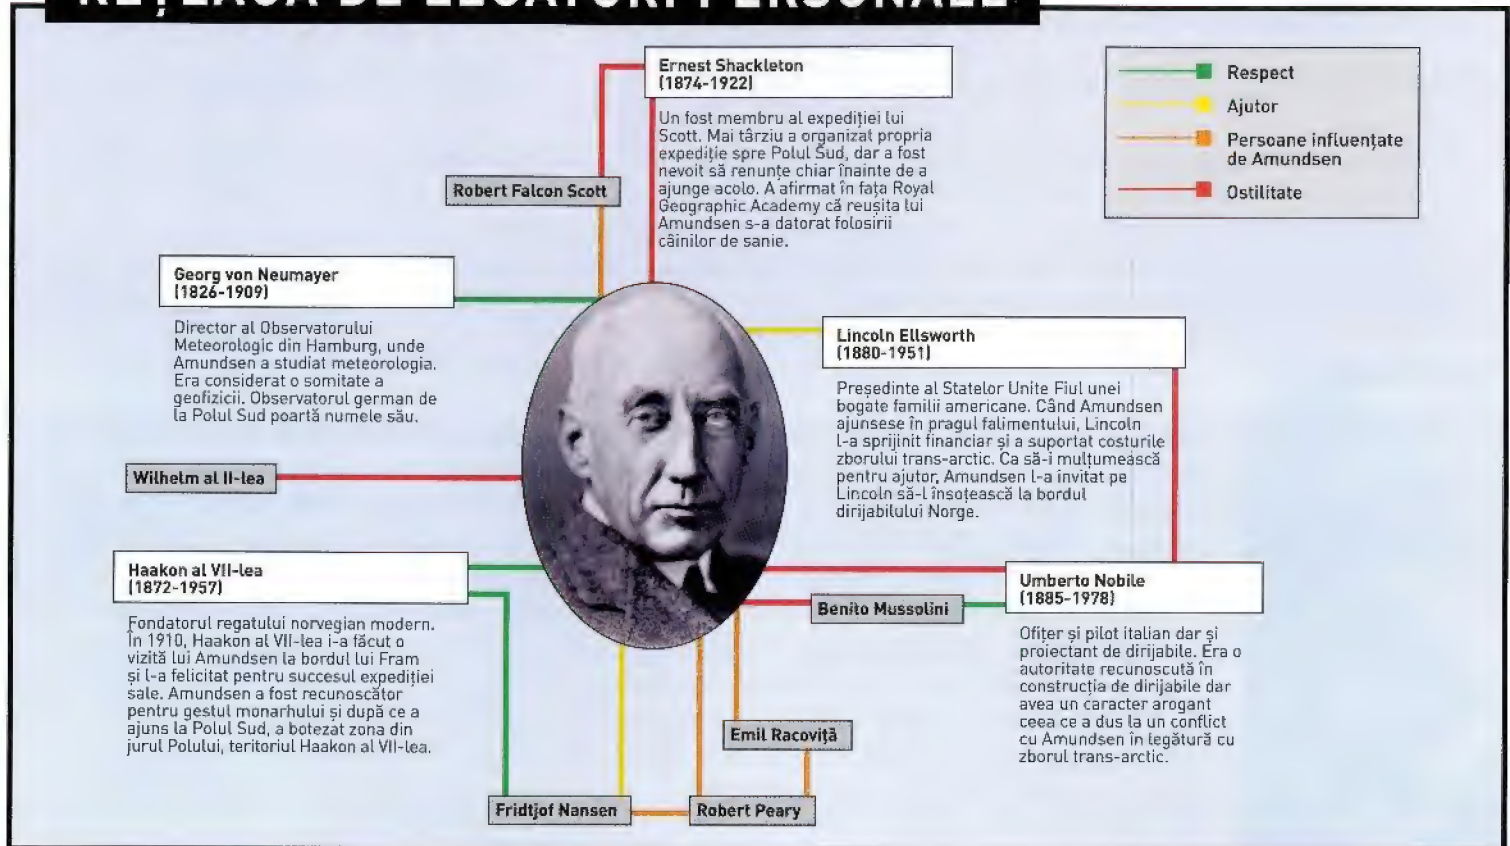 REȚEAUA DE LEGĂTURI PERSONALE
Ernest Shackleton
(1874-1922)
Un fost membru al expediției lui
Scott. Mai târziu a organizat propria
expediție spre Polul Sud, dar a fost
nevoit să renunțe chiar înainte de a
ajunge acolo. A afirmat în fața Royal
Geographic Academy că reușita lui
Amundsen s-a datorat folosirii
câinilor de sanie.
Respect
Ajutor
Persoane influențate
de Amundsen
Ostilitate
Robert Falcon Scott
Georg von Neumayer
(1826-1909)
Director al Observatorului
Meteorologic din Hamburg, unde
Amundsen a studiat meteorologia.
Era considerat o somitate a
geofizicii. Observatorul german de
la Polul Sud poartă numele său.
Lincoln Ellsworth
(1880-1951)
Președinte al Statelor Unite Fiul unei
bogate familii americane. Când Amundsen
ajunsese în pragul falimentului, Lincoln
l-a sprijinit financiar și a suportat costurile
zborului trans-arctic. Ca să-i mulțumească
pentru ajutor, Amundsen l-a invitat pe
Lincoln să-l însoțească la bordul
dirijabilului Norge.
Wilhelm al II-lea
Haakon al VII-lea
(1872-1957)
Fondatorul regatului norvegian modern.
În 1910, Haakon al VII-lea i-a făcut o
vizită lui Amundsen la bordul lui Fram
și l-a felicitat pentru succesul expediției
sale. Amundsen a fost recunoscător
pentru gestul monarhului și după ce a
ajuns la Polul Sud, a botezat zona din
jurul Polului, teritoriul Haakon al VII-lea.
Benito Mussolini
Umberto Nobile
(1885-1978)
Ofițer și pilot italian dar și
proiectant de dirijabile. Era o
autoritate recunoscută în
construcția de dirijabile dar
avea un caracter arogant
ceea ce a dus la un conflict
cu Amundsen în legătură cu
zborul trans-arctic.
Emil Racoviță
Fridtjof Nansen
Robert Peary